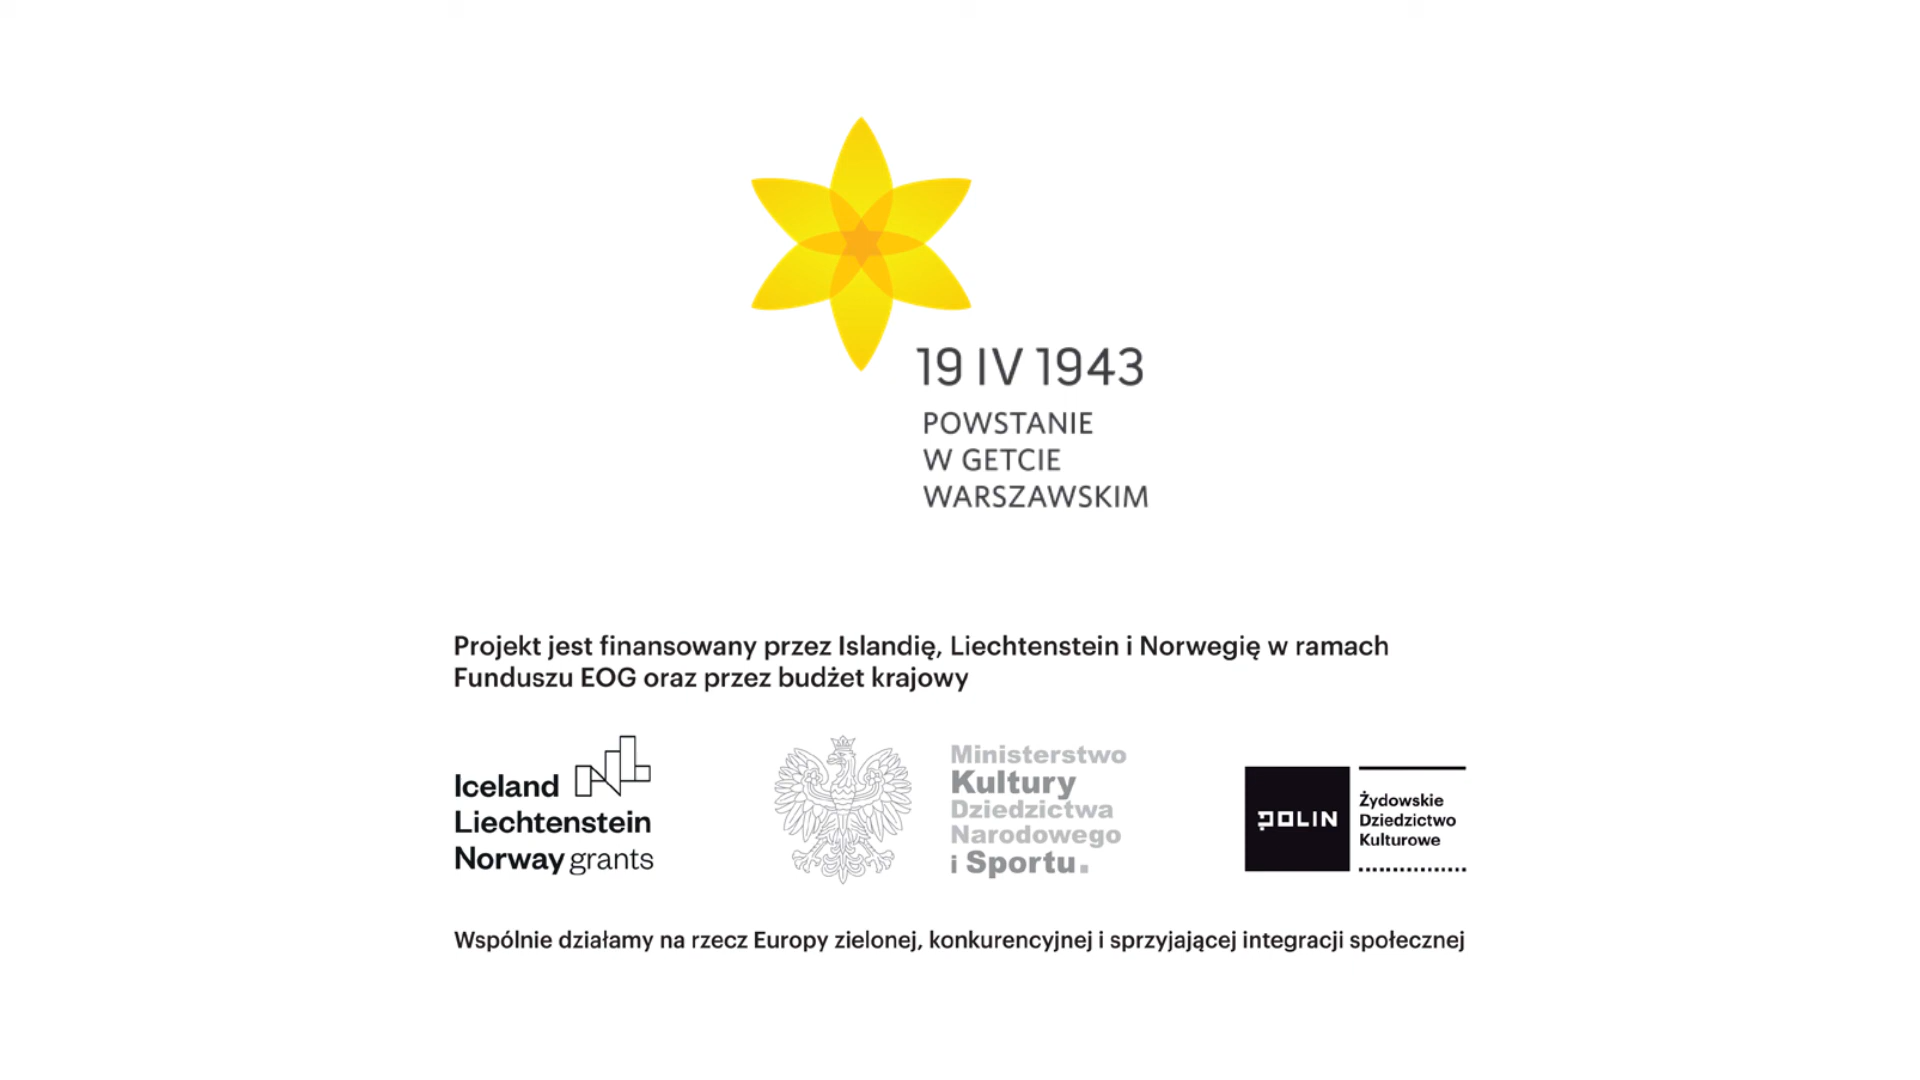 19 IV 1943
POWSTANIE
W GETCIE
WARSZAWSKIM
Projekt jest finansowany przez Islandię, Liechtenstein i Norwegię w ramach
Funduszu EOG oraz przez budżet krajowy
Iceland
Liechtenstein
Norway grants
Ministerstwo
Kultury
Dziedzictwa
Narodowego
i Sportu.
POLIN
Żydowskie
Dziedzictwo
Kulturowe
Wspólnie działamy na rzecz Europy zielonej, konkurencyjnej i sprzyjającej integracji społecznej